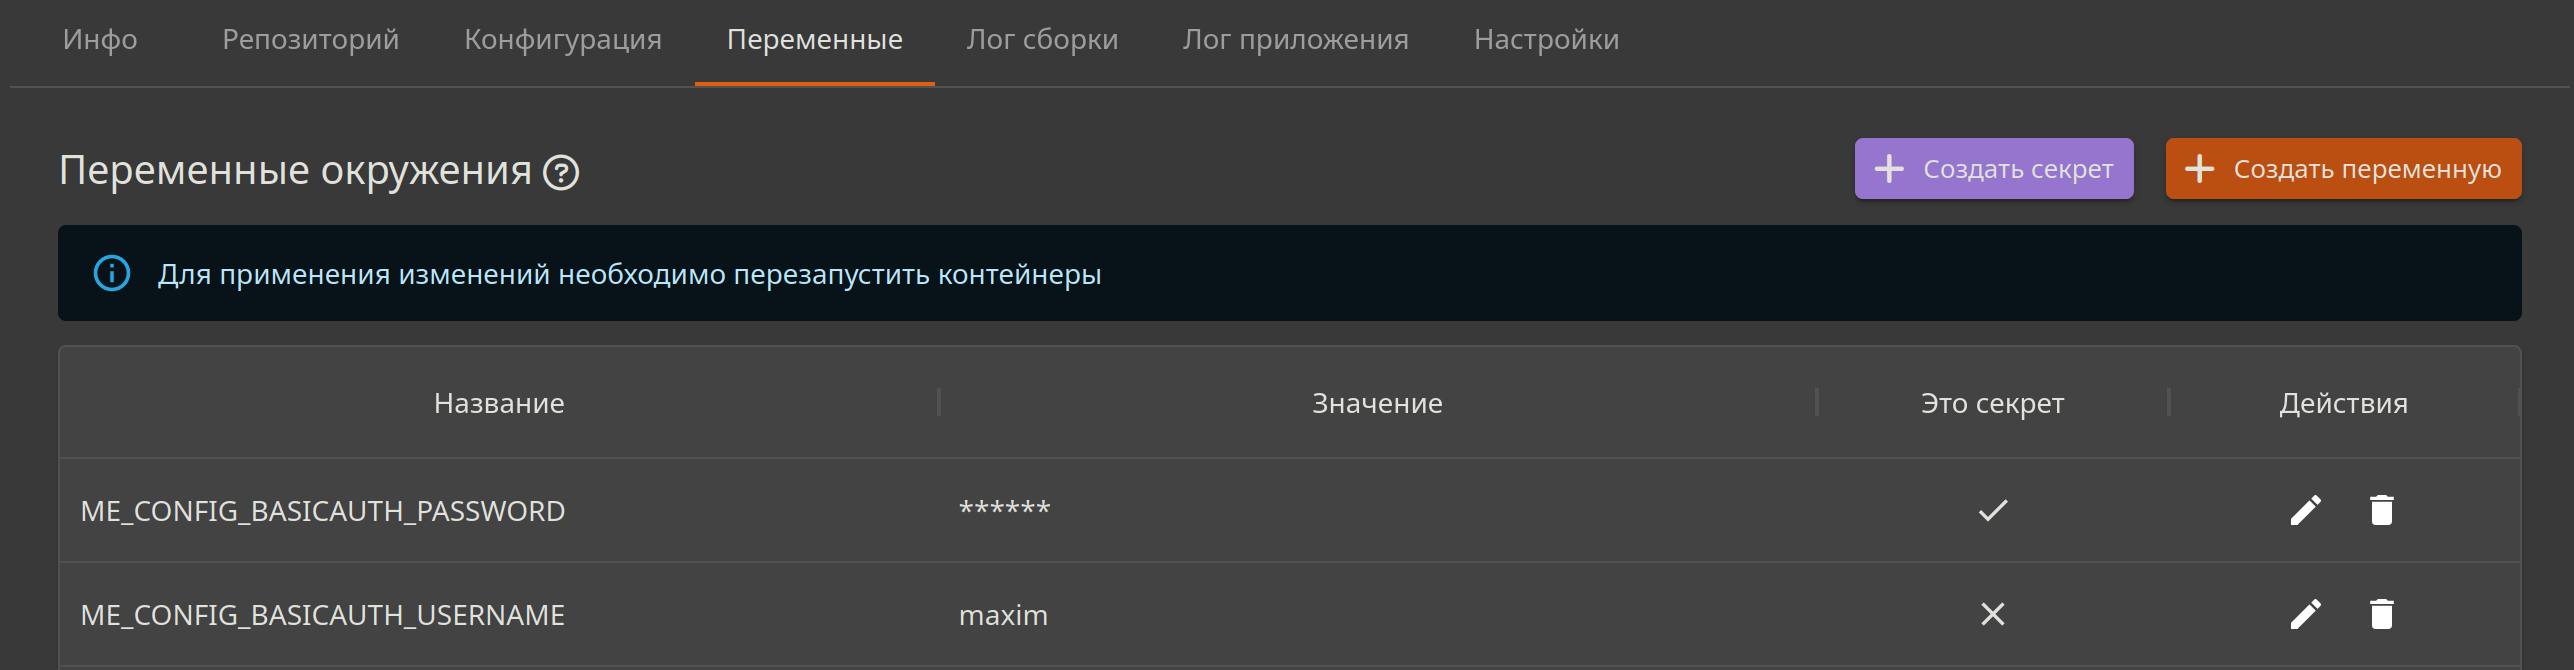 Инфо Репозиторий Конфигурация Переменные Лог сборки Лог приложения Настройки
Переменные окружения ? + Создать секрет + Создать переменную
Для применения изменений необходимо перезапустить контейнеры
Название Значение Это секрет Действия
ME_CONFIG_BASICAUTH_PASSWORD ******
ME_CONFIG_BASICAUTH_USERNAME maxim